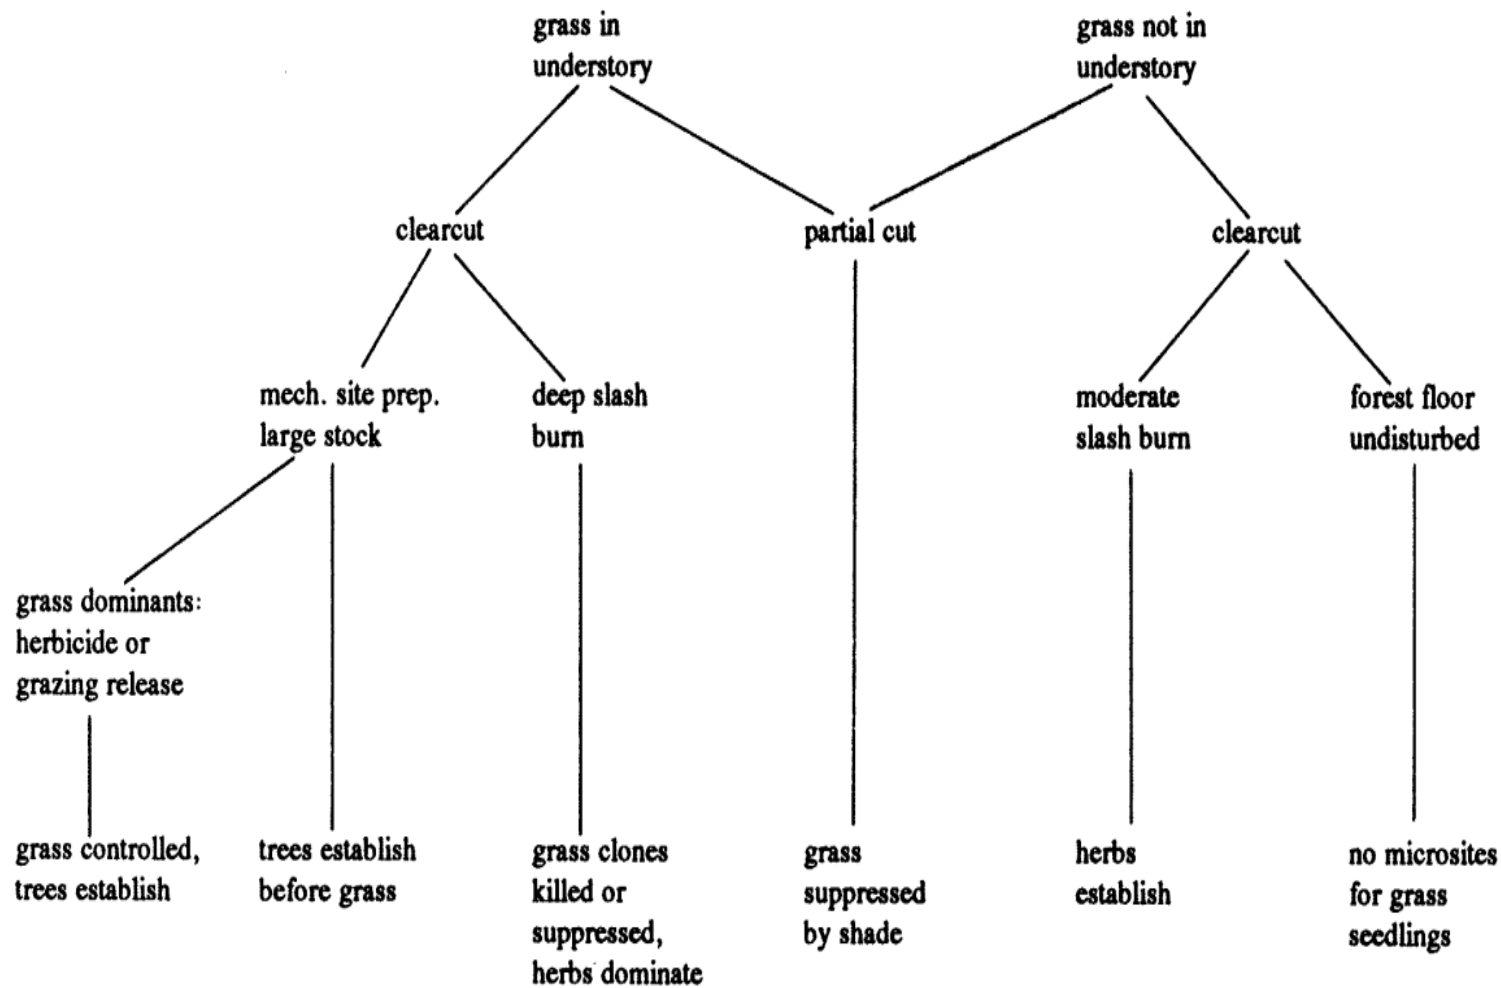 grass in
understory
grass not in
understory
clearcut
partial cut
clearcut
mech. site prep.
large stock
deep slash
burn
moderate
slash burn
forest floor
undisturbed
grass dominants:
herbicide or
grazing release
grass controlled,
trees establish
trees establish
before grass
grass clones
killed or
suppressed,
herbs dominate
grass
suppressed
by shade
herbs
establish
no microsites
for grass
seedlings